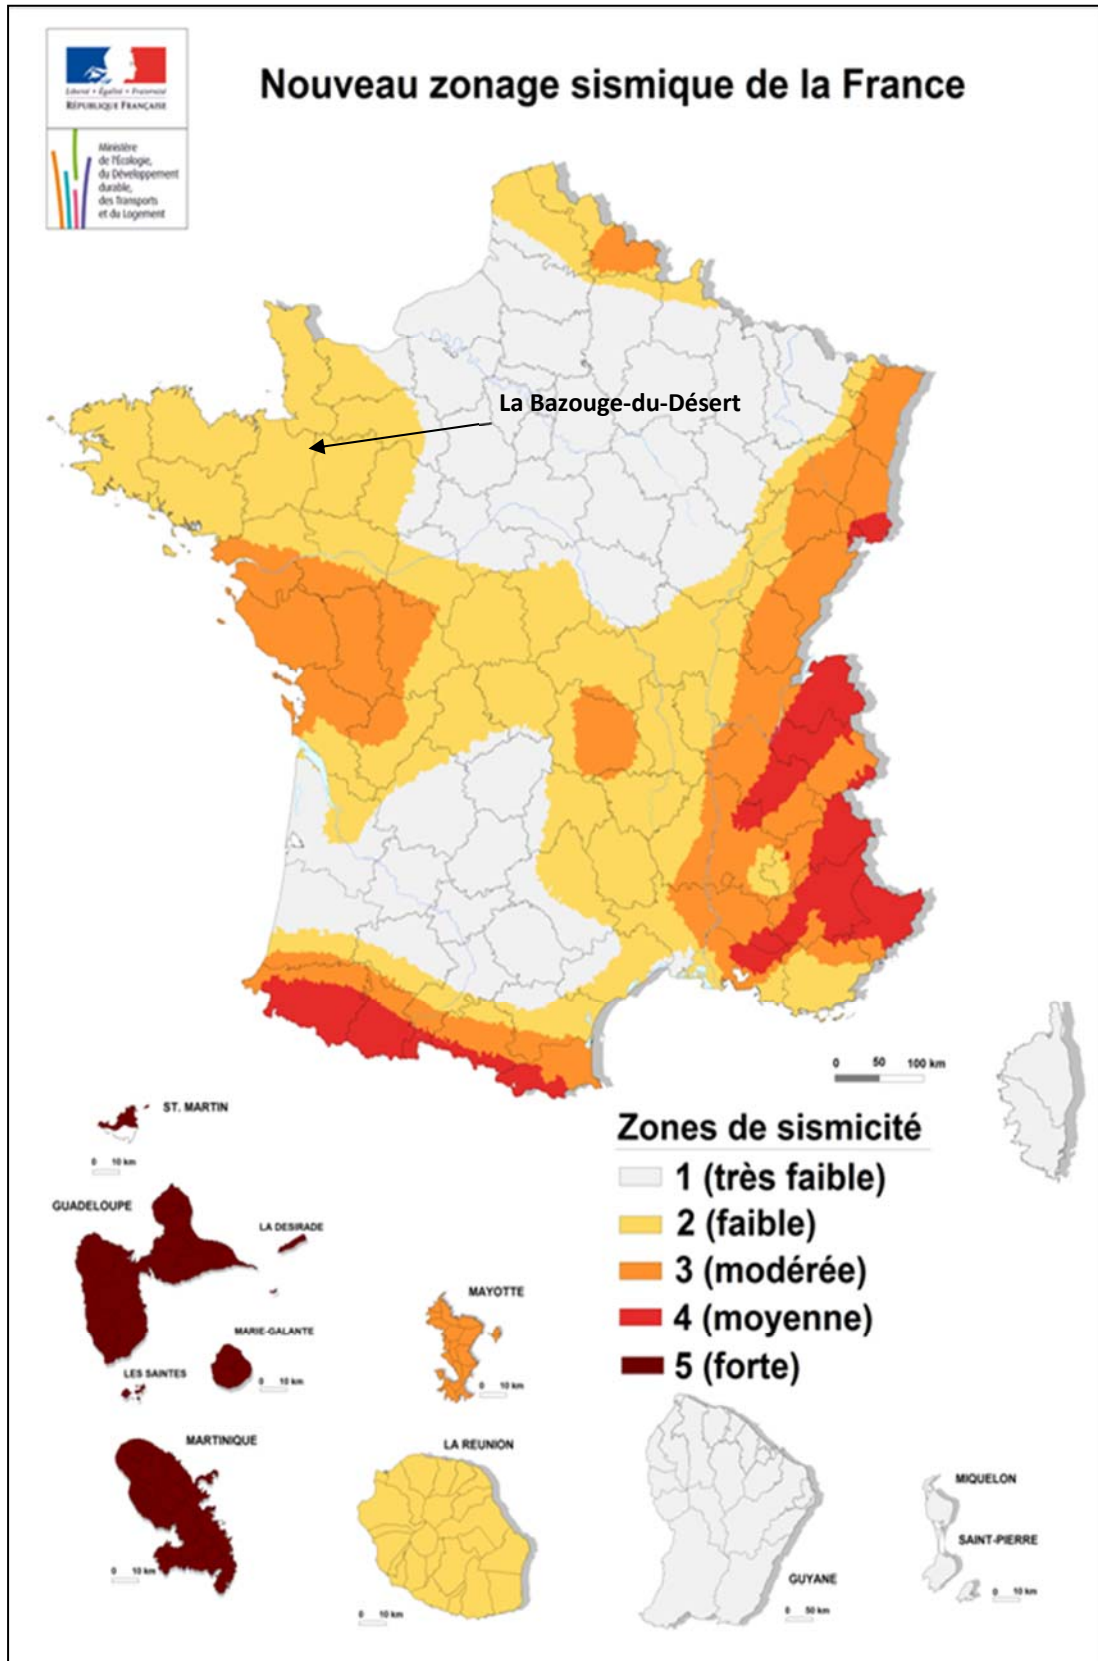 Nouveau zonage sismique de la France
Liberté • Égalité • Fraternité
RÉPUBLIQUE FRANÇAISE
Ministère
de l'Écologie,
du Développement
durable,
des Transports
et du Logement
La Bazouge-du-Désert
0 50 100 km
ST. MARTIN
0 10 km
GUADELOUPE
LA DESIRADE
MARIE-GALANTE
0 10 km
LES SAINTES
MAYOTTE
0 10 km
Zones de sismicité
1 (très faible)
2 (faible)
3 (modérée)
4 (moyenne)
5 (forte)
MARTINIQUE
0 10 km
LA REUNION
0 10 km
GUYANE
0 50 km
MIQUELON
SAINT-PIERRE
0 10 km